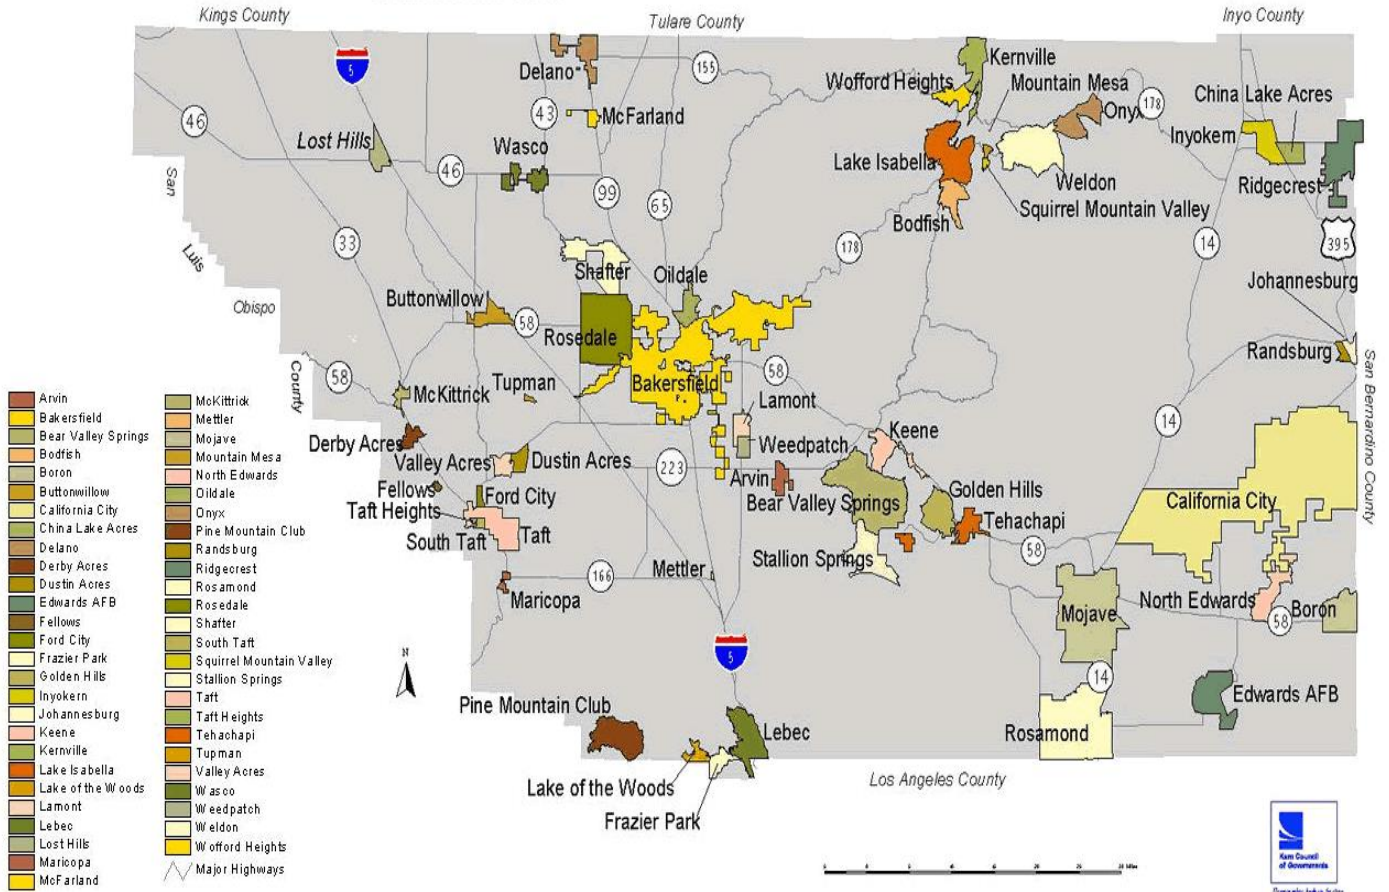 Kings County
Tulare County
Inyo County
5
155
Delano
43
McFarland
Wofford Heights
Kernville
Mountain Mesa
Onyx
178
China Lake Acres
Inyokern
46
Lost Hills
Wasco
46
99
65
Lake Isabella
Weldon
Squirrel Mountain Valley
Bodfish
Ridgecrest
395
14
San
Luis
Obispo
County
33
178
Shafter
Oildale
Buttonwillow
58
Rosedale
Johannesburg
Randsburg
San Bernardino County
58
McKittrick
Tupman
Bakersfield
58
Lamont
Weedpatch
Keene
14
Derby Acres
Valley Acres
Dustin Acres
223
Arvin
Bear Valley Springs
Golden Hills
Tehachapi
California City
Fellows
Ford City
Taft Heights
South Taft
Taft
Stallion Springs
58
Mettler
166
Maricopa
Mojave
North Edwards
58
Boron
N
5
14
Pine Mountain Club
Lebec
Rosamond
Edwards AFB
Lake of the Woods
Frazier Park
Los Angeles County
Arvin
Bakersfield
Bear Valley Springs
Bodfish
Boron
Buttonwillow
California City
China Lake Acres
Delano
Derby Acres
Dustin Acres
Edwards AFB
Fellows
Ford City
Frazier Park
Golden Hills
Inyokern
Johannesburg
Keene
Kernville
Lake Isabella
Lake of the Woods
Lamont
Lebec
Lost Hills
Maricopa
McFarland
McKittrick
Mettler
Mojave
Mountain Mesa
North Edwards
Oildale
Onyx
Pine Mountain Club
Randsburg
Ridgecrest
Rosamond
Rosedale
Shafter
South Taft
Squirrel Mountain Valley
Stallion Springs
Taft
Taft Heights
Tehachapi
Tupman
Valley Acres
Wasco
Weedpatch
Weldon
Wofford Heights
Major Highways
Kern Council
of Governments